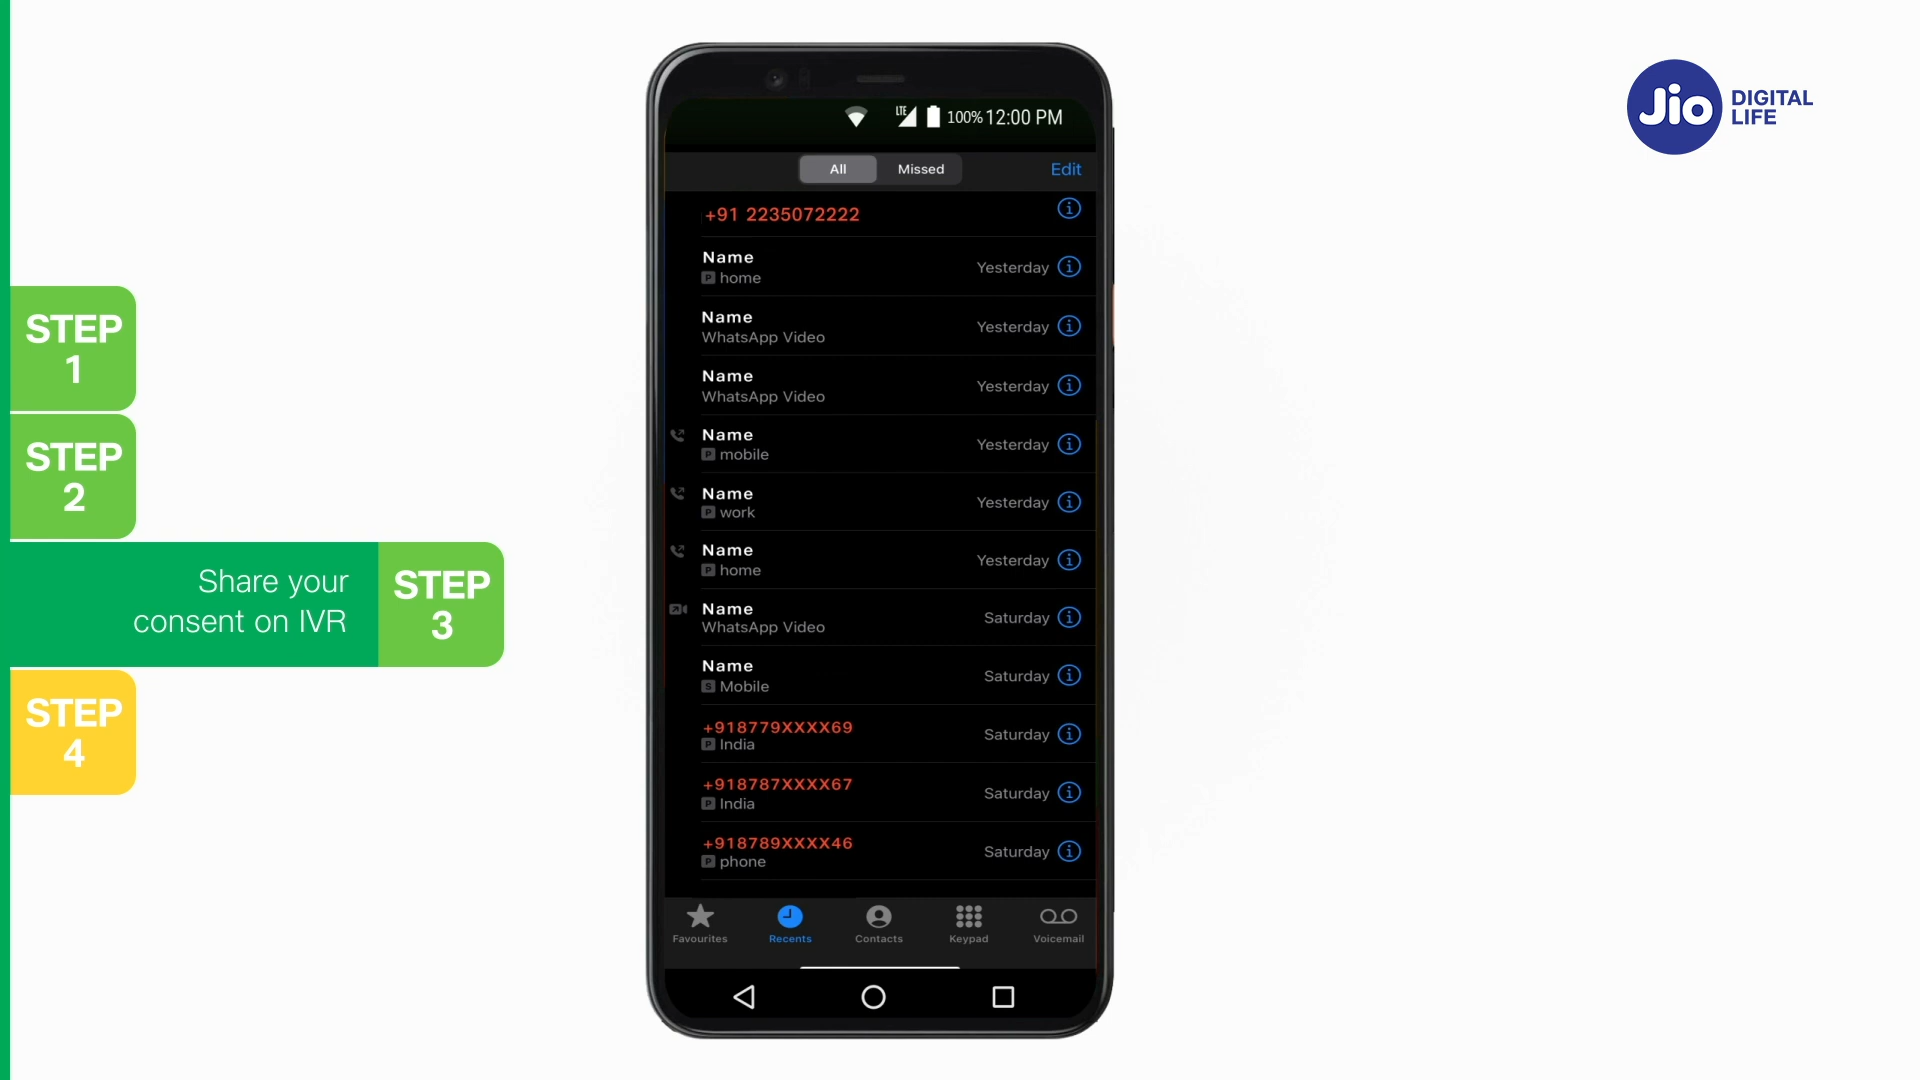 Jio DIGITAL
LIFE
STEP
1
STEP
2
Share your
consent on IVR
STEP
3
STEP
4
LTE 100% 12:00 PM
All Missed Edit
+91 2235072222
Name
P home Yesterday
Name
WhatsApp Video Yesterday
Name
WhatsApp Video Yesterday
Name
P mobile Yesterday
Name
P work Yesterday
Name
P home Yesterday
Name
WhatsApp Video Saturday
Name
S Mobile Saturday
+918779XXXX69
P India Saturday
+918787XXXX67
P India Saturday
+918789XXXX46
P phone Saturday
Favourites Recents Contacts Keypad Voicemail